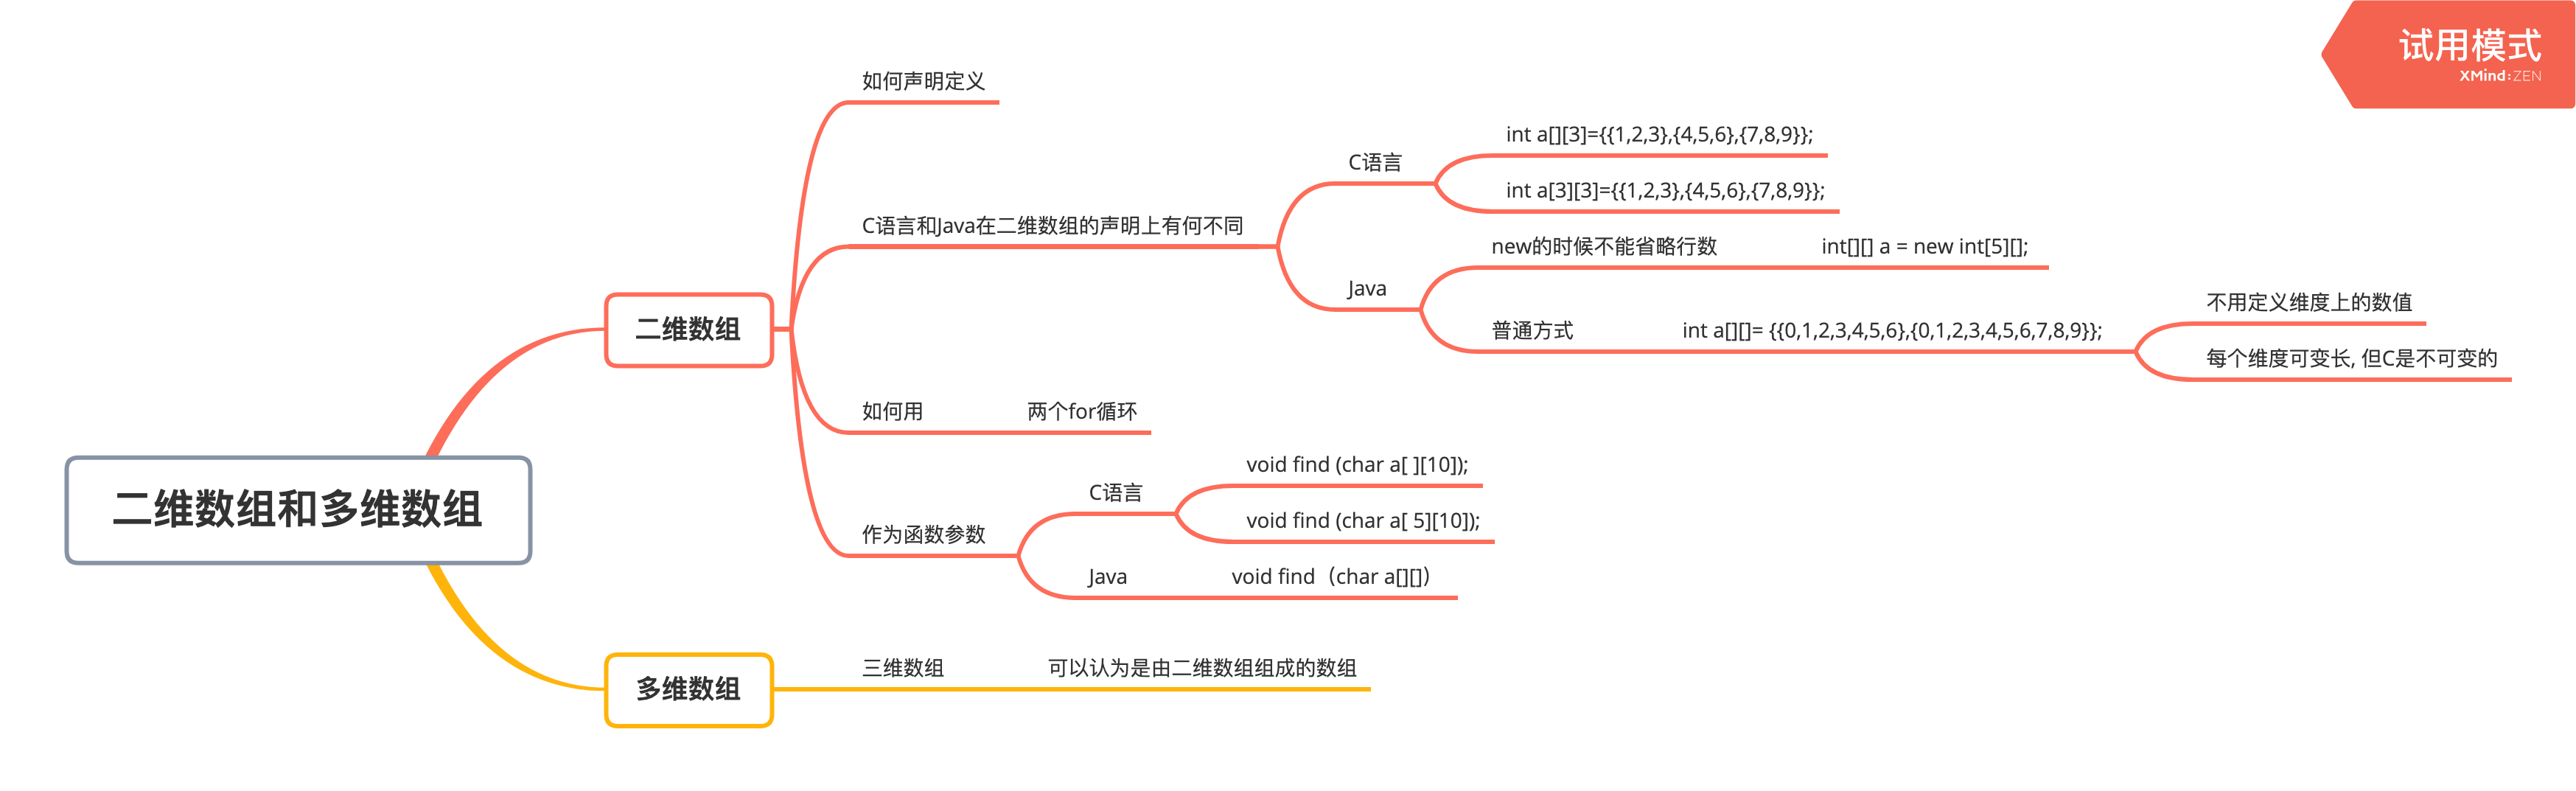 试用模式
XMind:ZEN
二维数组和多维数组
二维数组
如何声明定义
C语言和Java在二维数组的声明上有何不同
C语言
int a[][3]={{1,2,3},{4,5,6},{7,8,9}};
int a[3][3]={{1,2,3},{4,5,6},{7,8,9}};
Java
new的时候不能省略行数
int[][] a = new int[5][];
普通方式
int a[][]= {{0,1,2,3,4,5,6},{0,1,2,3,4,5,6,7,8,9}};
不用定义维度上的数值
每个维度可变长, 但C是不可变的
如何用
两个for循环
作为函数参数
C语言
void find (char a[ ][10]);
void find (char a[ 5][10]);
Java
void find（char a[][]）
多维数组
三维数组
可以认为是由二维数组组成的数组